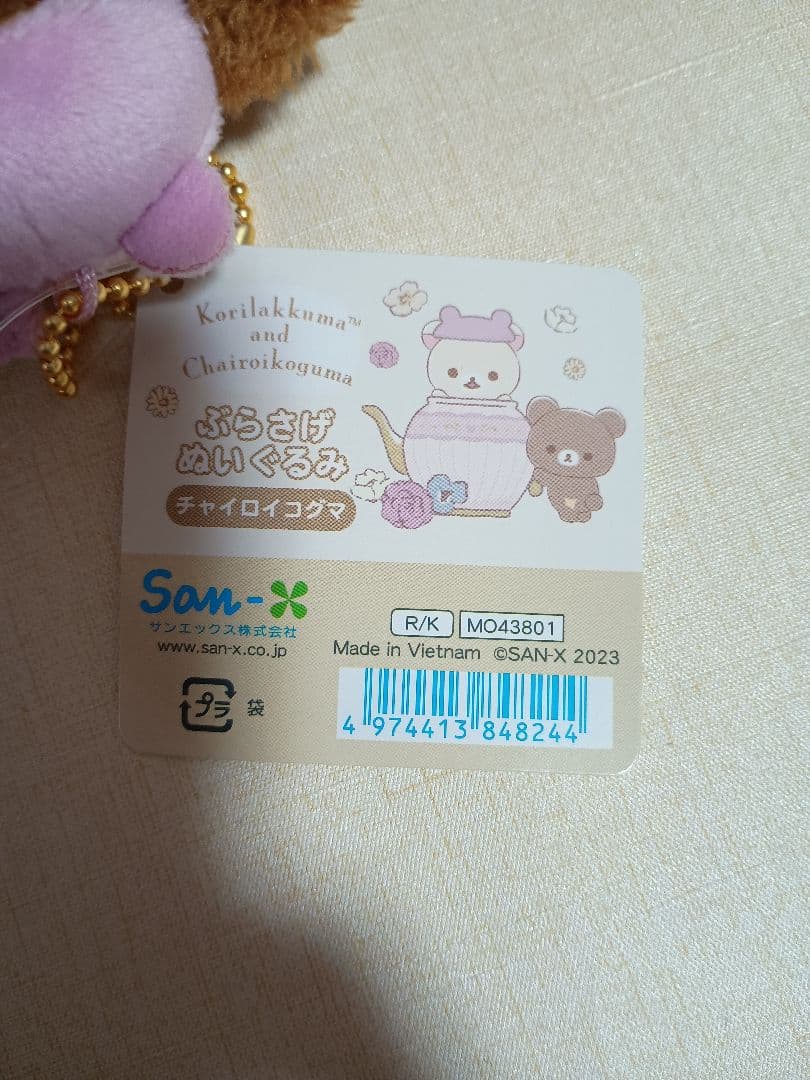 Korilakkuma™
and
Chairoikoguma
ぶらさげ
ぬいぐるみ
チャイロイコグマ
San-X
サンエックス株式会社
www.san-x.co.jp
R/K MO43801
Made in Vietnam ©SAN-X 2023
プラ 袋
4 974413 848244